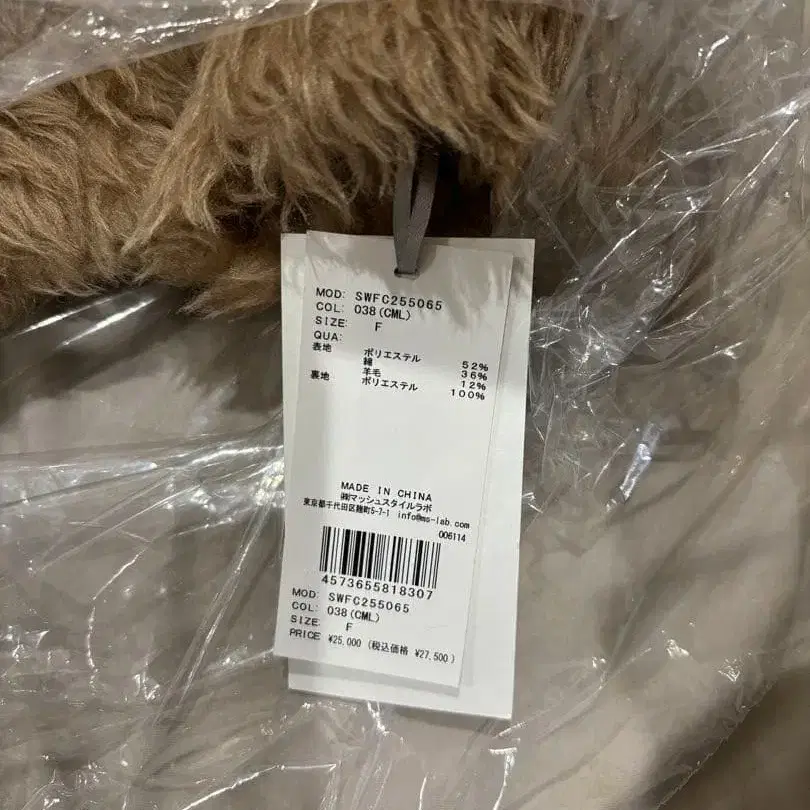 MOD: SWFC255065
COL: 038(CML)
SIZE: F
QUA:
表地 ポリエステル 52%
綿 36%
羊毛 12%
裏地 ポリエステル 100%
MADE IN CHINA
㈱マッシュスタイルラボ
東京都千代田区麹町5-7-1 info@ms-lab.com
006114
4573655818307
MOD: SWFC255065
COL: 038(CML)
SIZE: F
PRICE ¥25,000 (税込価格 ¥27,500)